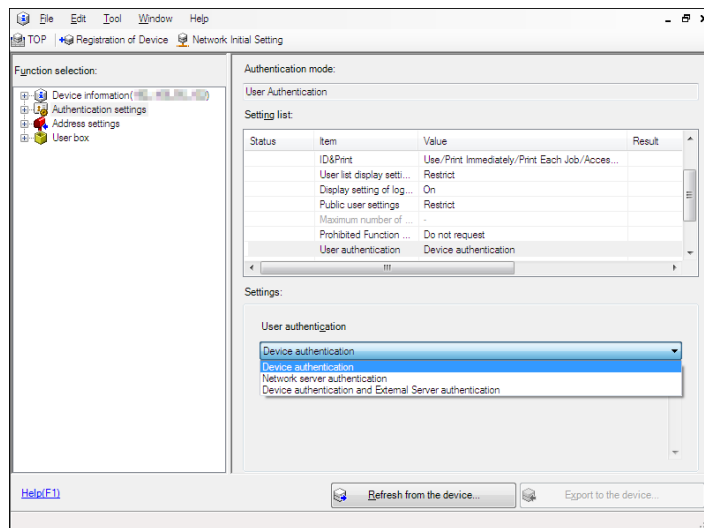 File Edit Tool Window Help
TOP Registration of Device Network Initial Setting
Function selection:
Device information(
Authentication settings
Address settings
User box
Authentication mode:
User Authentication
Setting list:
Status Item Value Result
ID&Print Use/Print Immediately/Print Each Job/Acces...
User list display setti... Restrict
Display setting of log... On
Public user settings Restrict
Maximum number of ... -
Prohibited Function ... Do not request
User authentication Device authentication
Settings:
User authentication
Device authentication
Device authentication
Network server authentication
Device authentication and External Server authentication
Help(F1)
Refresh from the device...
Export to the device...